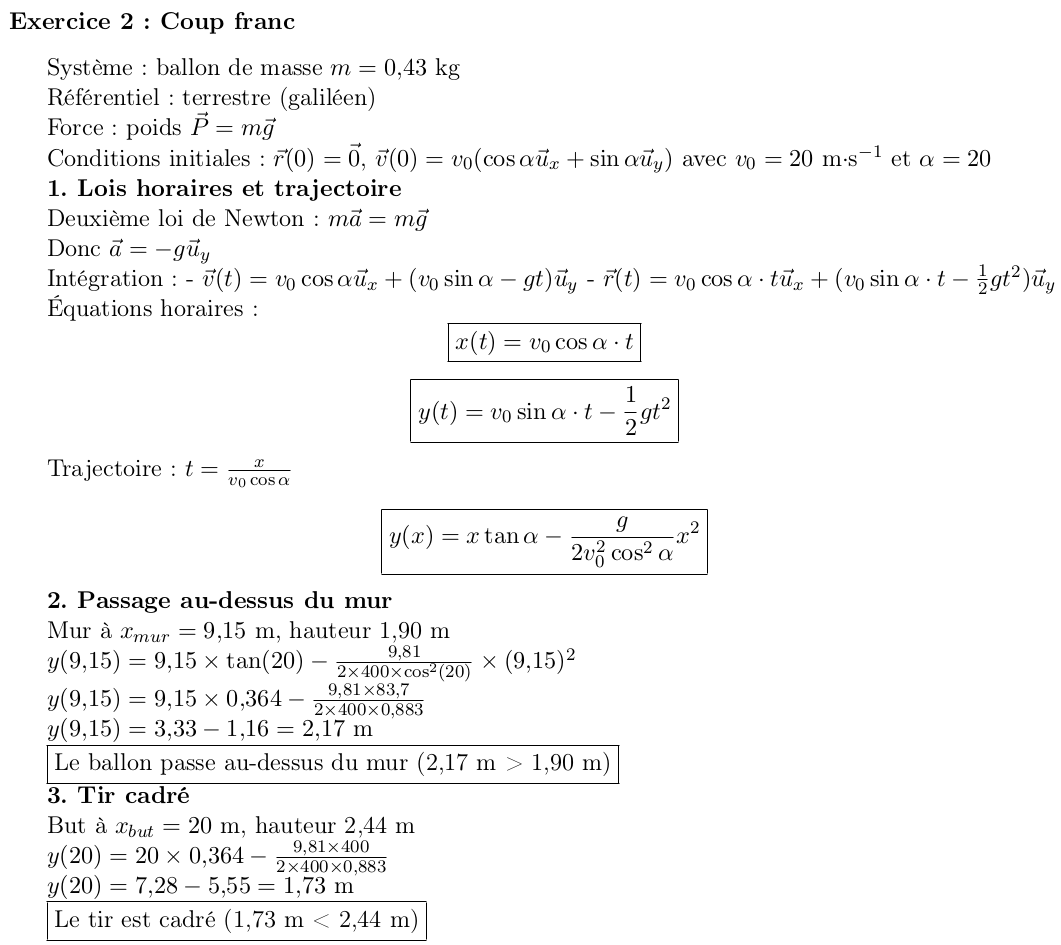 Exercice 2 : Coup franc
Système : ballon de masse $m = 0{,}43$ kg
Référentiel : terrestre (galiléen)
Force : poids $\vec{P} = m\vec{g}$
Conditions initiales : $\vec{r}(0) = \vec{0}$, $\vec{v}(0) = v_0(\cos\alpha\vec{u}_x + \sin\alpha\vec{u}_y)$ avec $v_0 = 20$ m·s$^{-1}$ et $\alpha = 20$
1. Lois horaires et trajectoire
Deuxième loi de Newton : $m\vec{a} = m\vec{g}$
Donc $\vec{a} = -g\vec{u}_y$
Intégration : - $\vec{v}(t) = v_0\cos\alpha\vec{u}_x + (v_0\sin\alpha - gt)\vec{u}_y$ - $\vec{r}(t) = v_0\cos\alpha \cdot t\vec{u}_x + (v_0\sin\alpha \cdot t - \frac{1}{2}gt^2)\vec{u}_y$
Équations horaires :
$x(t) = v_0\cos\alpha \cdot t$
$y(t) = v_0\sin\alpha \cdot t - \frac{1}{2}gt^2$
Trajectoire : $t = \frac{x}{v_0\cos\alpha}$
$y(x) = x\tan\alpha - \frac{g}{2v_0^2\cos^2\alpha}x^2$
2. Passage au-dessus du mur
Mur à $x_{mur} = 9{,}15$ m, hauteur 1,90 m
$y(9{,}15) = 9{,}15 \times \tan(20) - \frac{9{,}81}{2\times400\times\cos^2(20)} \times (9{,}15)^2$
$y(9{,}15) = 9{,}15 \times 0{,}364 - \frac{9{,}81\times83{,}7}{2\times400\times0{,}883}$
$y(9{,}15) = 3{,}33 - 1{,}16 = 2{,}17$ m
Le ballon passe au-dessus du mur (2,17 m > 1,90 m)
3. Tir cadré
But à $x_{but} = 20$ m, hauteur 2,44 m
$y(20) = 20 \times 0{,}364 - \frac{9{,}81\times400}{2\times400\times0{,}883}$
$y(20) = 7{,}28 - 5{,}55 = 1{,}73$ m
Le tir est cadré (1,73 m < 2,44 m)